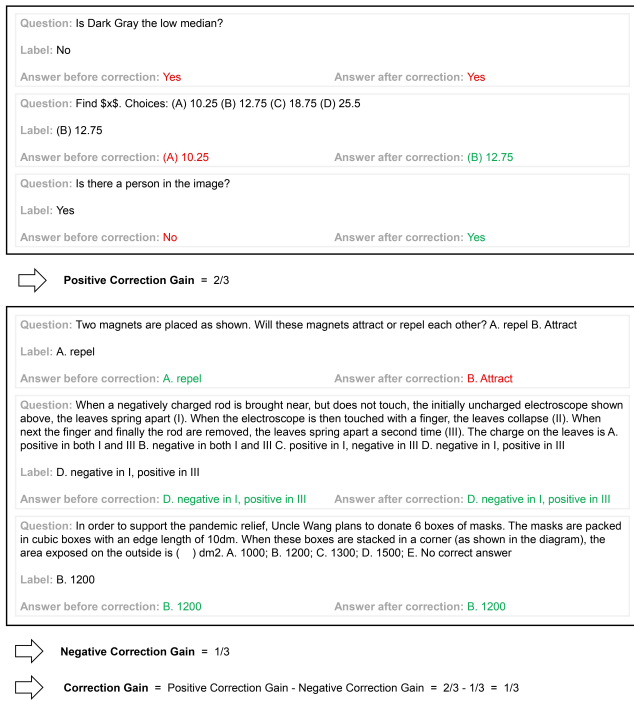 Question: Is Dark Gray the low median?
Label: No
Answer before correction: Yes Answer after correction: Yes
Question: Find $x$. Choices: (A) 10.25 (B) 12.75 (C) 18.75 (D) 25.5
Label: (B) 12.75
Answer before correction: (A) 10.25 Answer after correction: (B) 12.75
Question: Is there a person in the image?
Label: Yes
Answer before correction: No Answer after correction: Yes
Positive Correction Gain = 2/3
Question: Two magnets are placed as shown. Will these magnets attract or repel each other? A. repel B. Attract
Label: A. repel
Answer before correction: A. repel Answer after correction: B. Attract
Question: When a negatively charged rod is brought near, but does not touch, the initially uncharged electroscope shown
above, the leaves spring apart (I). When the electroscope is then touched with a finger, the leaves collapse (II). When
next the finger and finally the rod are removed, the leaves spring apart a second time (III). The charge on the leaves is A.
positive in both I and III B. negative in both I and III C. positive in I, negative in III D. negative in I, positive in III
Label: D. negative in I, positive in III
Answer before correction: D. negative in I, positive in III Answer after correction: D. negative in I, positive in III
Question: In order to support the pandemic relief, Uncle Wang plans to donate 6 boxes of masks. The masks are packed
in cubic boxes with an edge length of 10dm. When these boxes are stacked in a corner (as shown in the diagram), the
area exposed on the outside is ( ) dm2. A. 1000; B. 1200; C. 1300; D. 1500; E. No correct answer
Label: B. 1200
Answer before correction: B. 1200 Answer after correction: B. 1200
Negative Correction Gain = 1/3
Correction Gain = Positive Correction Gain - Negative Correction Gain = 2/3 - 1/3 = 1/3